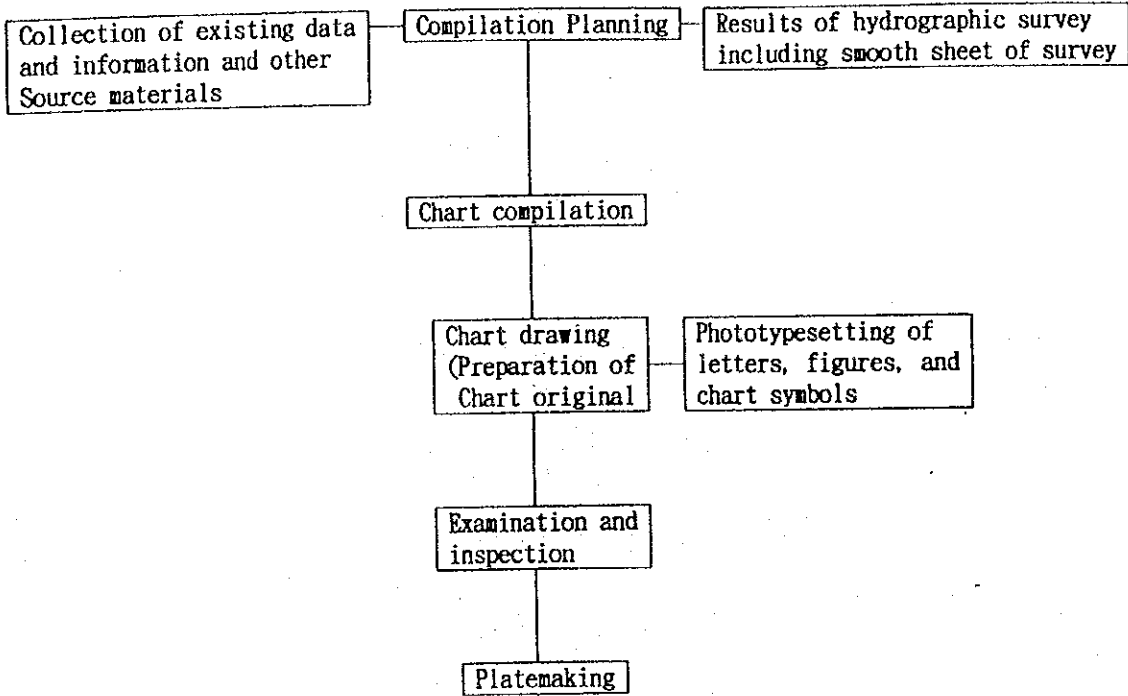 Collection of existing data
and information and other
Source materials
Compilation Planning
Results of hydrographic survey
including smooth sheet of survey
Chart compilation
Chart drawing
(Preparation of
Chart original
Phototypesetting of
letters, figures, and
chart symbols
Examination and
inspection
Platemaking